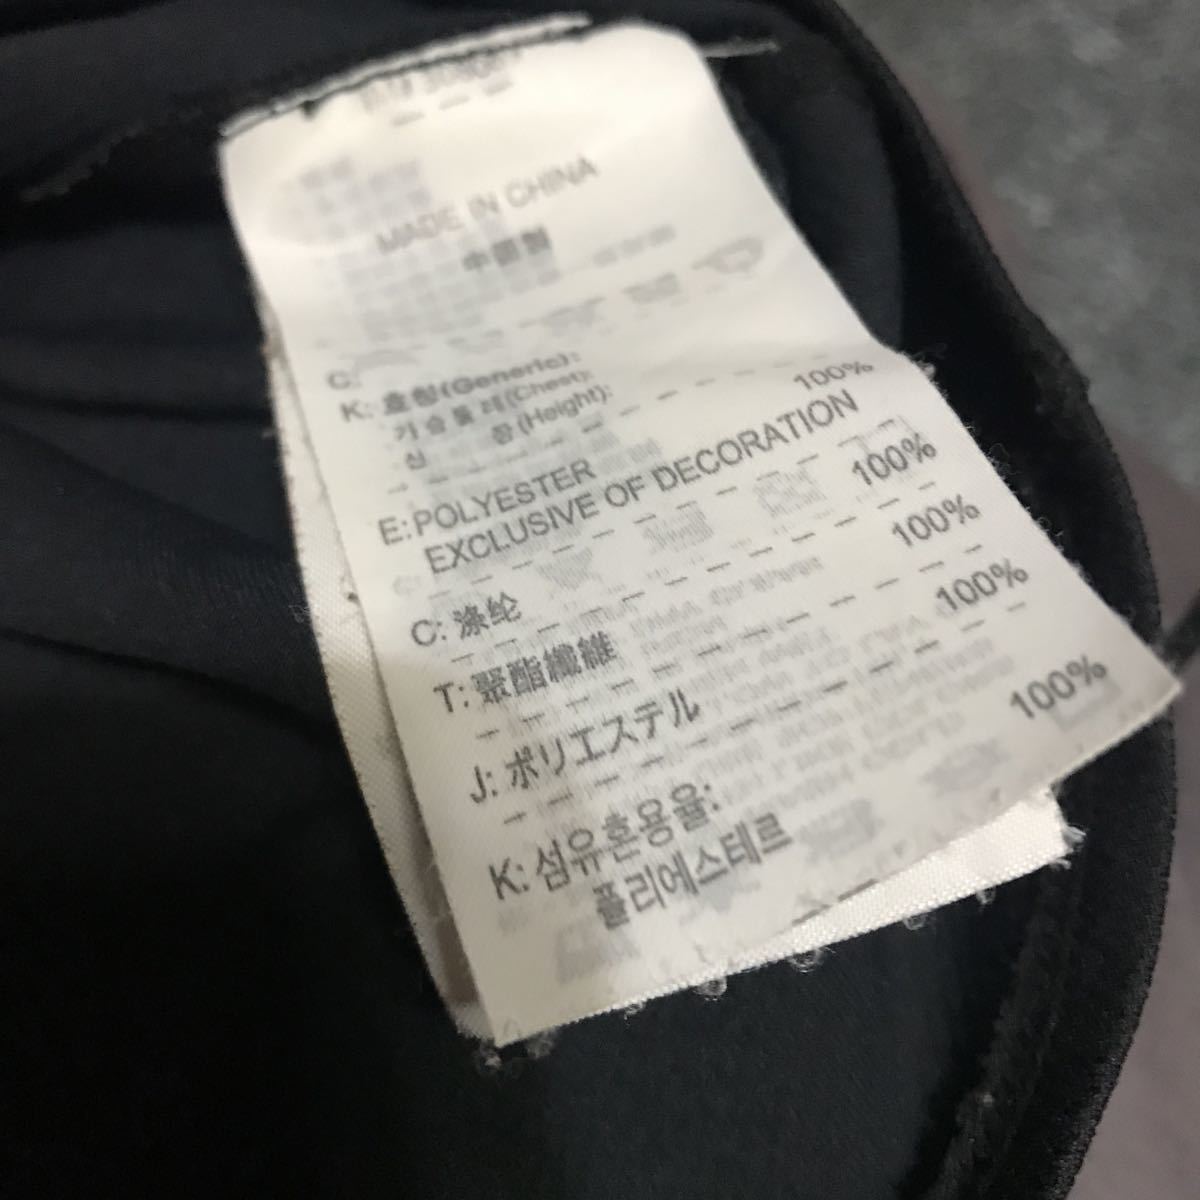 MADE IN CHINA
中國製
C:
K: 호칭(Generic):
가슴둘레(Chest):
신 장(Height):
E: POLYESTER 100%
EXCLUSIVE OF DECORATION
C: 涤纶 100%
T: 聚酯纖維 100%
J: ポリエステル 100%
K: 섬유혼용율:
폴리에스테르 100%